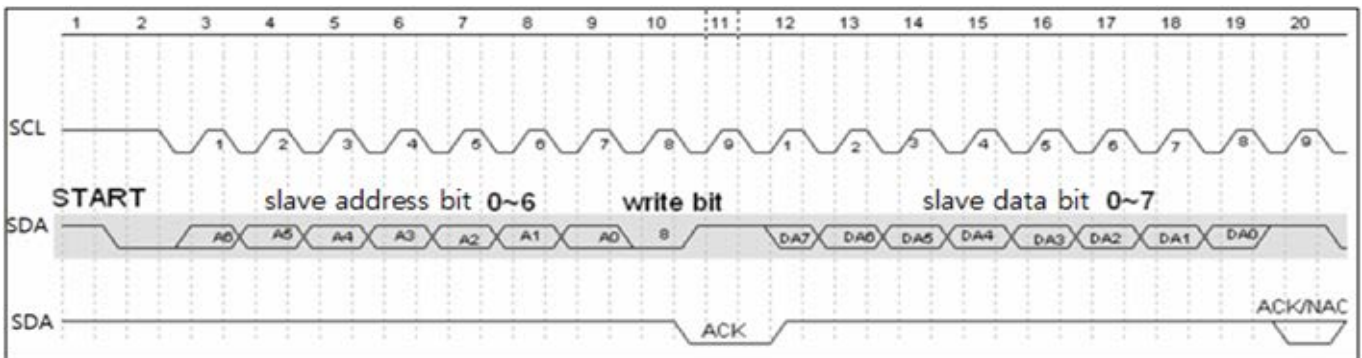 1 2 3 4 5 6 7 8 9 10 11 12 13 14 15 16 17 18 19 20
SCL 1 2 3 4 5 6 7 8 9 1 2 3 4 5 6 7 8 9
START slave address bit 0~6 write bit slave data bit 0~7
SDA A6 A5 A4 A3 A2 A1 A0 8 DA7 DA6 DA5 DA4 DA3 DA2 DA1 DA0
ACK/NAC
SDA ACK